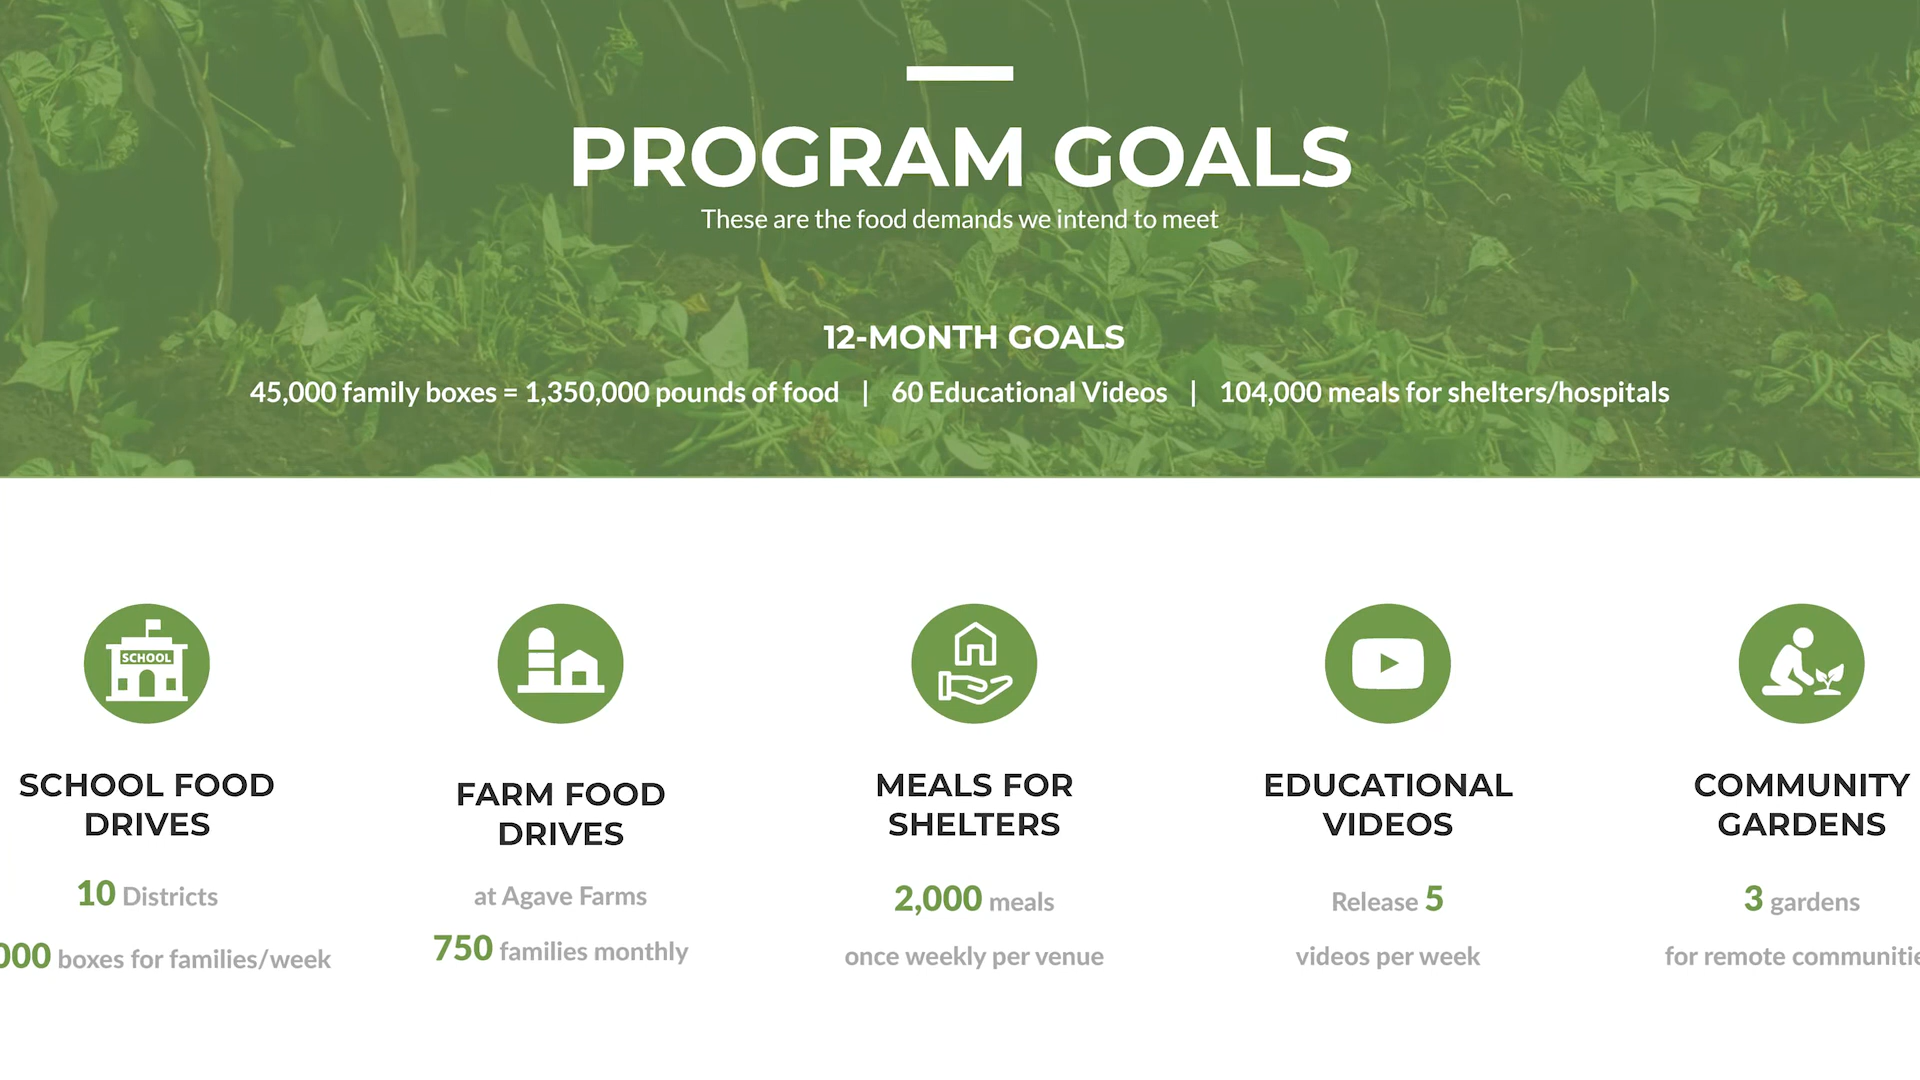 PROGRAM GOALS
These are the food demands we intend to meet
12-MONTH GOALS
45,000 family boxes = 1,350,000 pounds of food | 60 Educational Videos | 104,000 meals for shelters/hospitals
SCHOOL
SCHOOL FOOD
DRIVES
10 Districts
000 boxes for families/week
FARM FOOD
DRIVES
at Agave Farms
750 families monthly
MEALS FOR
SHELTERS
2,000 meals
once weekly per venue
EDUCATIONAL
VIDEOS
Release 5
videos per week
COMMUNITY
GARDENS
3 gardens
for remote communitie